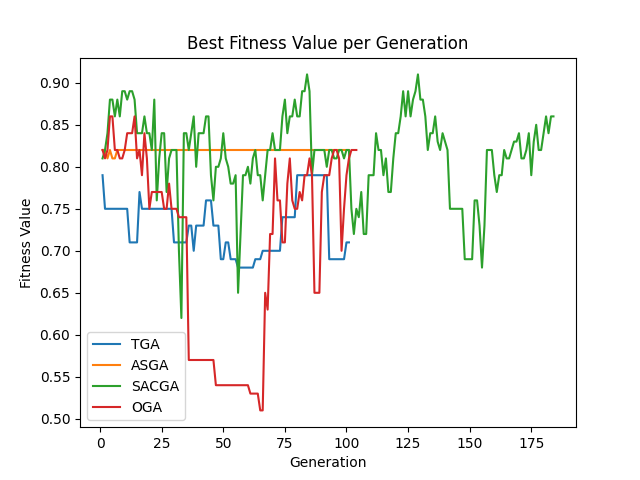 Best Fitness Value per Generation
Fitness Value
0.90
0.85
0.80
0.75
0.70
0.65
0.60
0.55
0.50
TGA
ASGA
SACGA
OGA
0 25 50 75 100 125 150 175
Generation